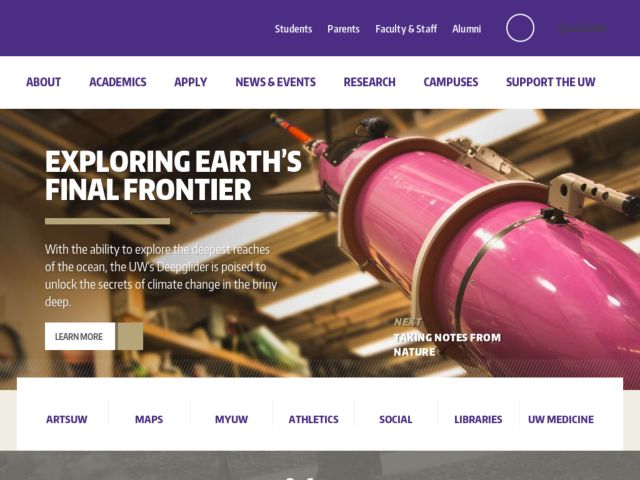 Students Parents Faculty & Staff Alumni
ABOUT ACADEMICS APPLY NEWS & EVENTS RESEARCH CAMPUSES SUPPORT THE UW
EXPLORING EARTH'S
FINAL FRONTIER
With the ability to explore the deepest reaches
of the ocean, the UW's Deepglider is poised to
unlock the secrets of climate change in the briny
deep.
LEARN MORE
NEXT
TAKING NOTES FROM
NATURE
ARTSUW MAPS MYUW ATHLETICS SOCIAL LIBRARIES UW MEDICINE